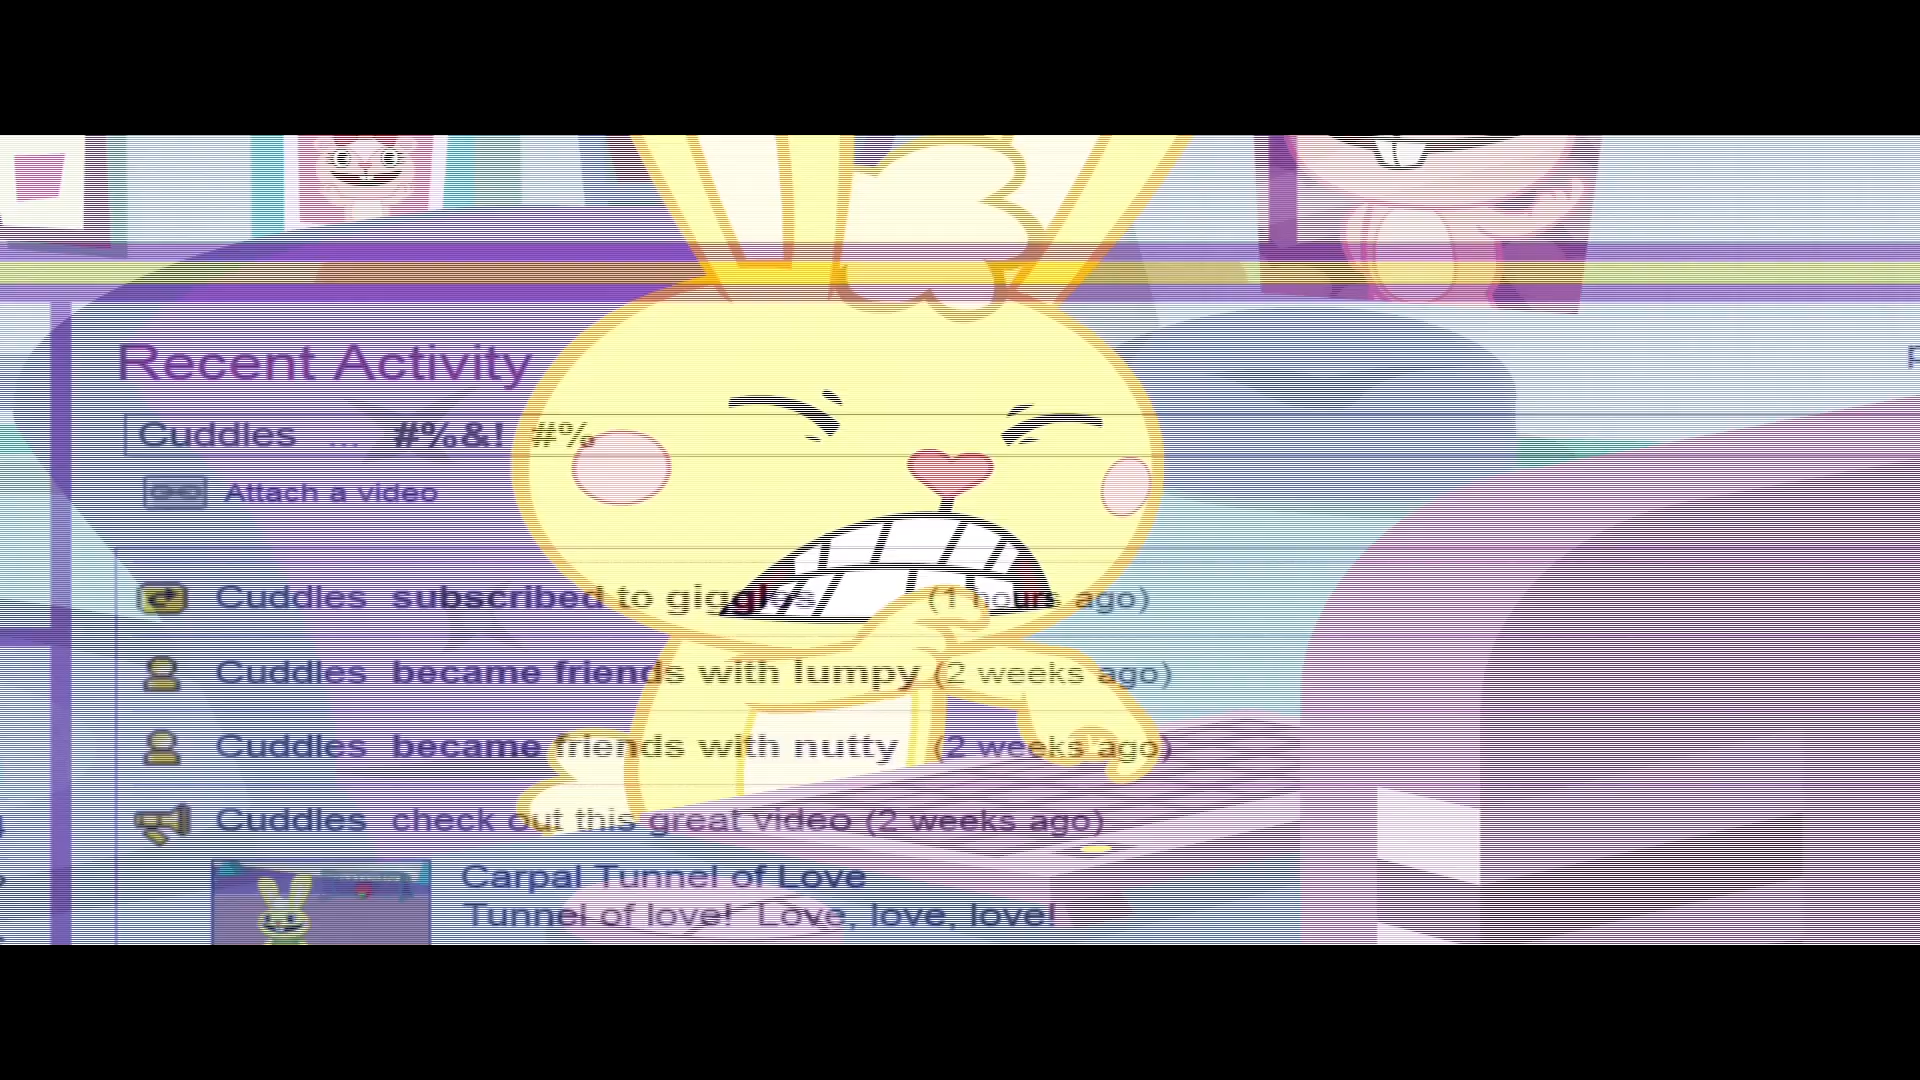 Recent Activity
Cuddles ... #%&! #%
Attach a video
Cuddles subscribed to giggles (1 hours ago)
Cuddles became friends with lumpy (2 weeks ago)
Cuddles became friends with nutty (2 weeks ago)
Cuddles check out this great video (2 weeks ago)
Carpal Tunnel of Love
Tunnel of love! Love, love, love!